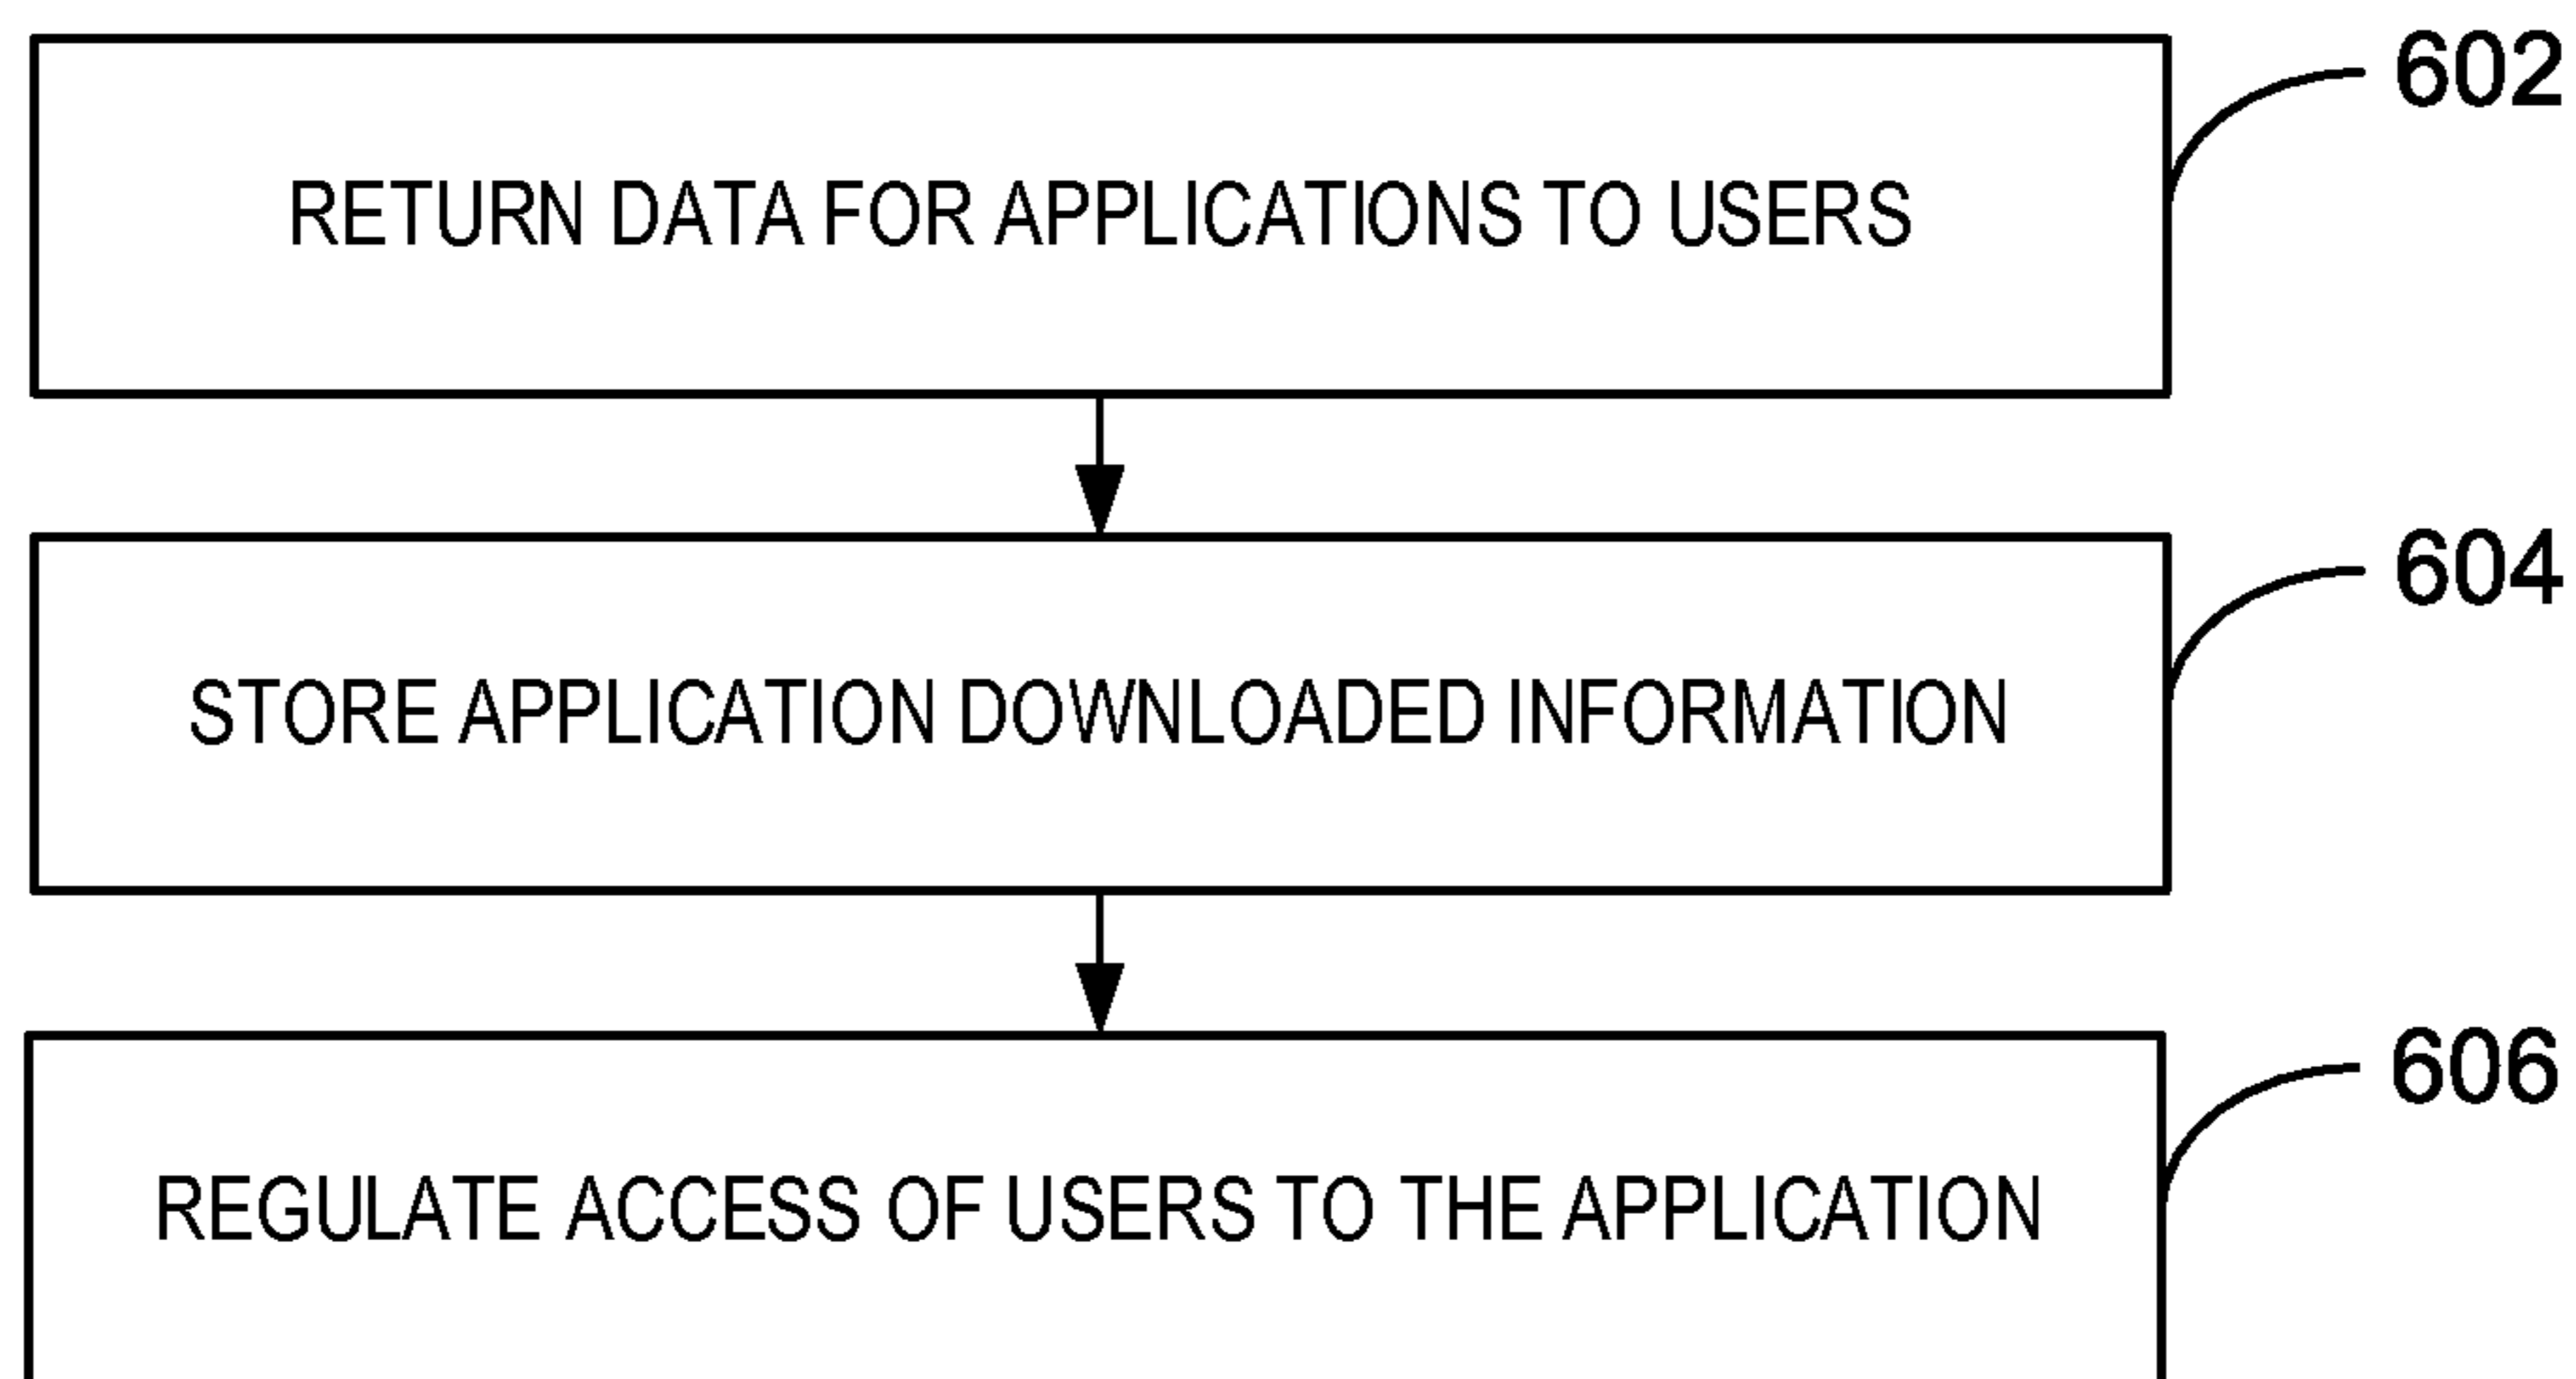 602
RETURN DATA FOR APPLICATIONS TO USERS
604
STORE APPLICATION DOWNLOADED INFORMATION
606
REGULATE ACCESS OF USERS TO THE APPLICATION